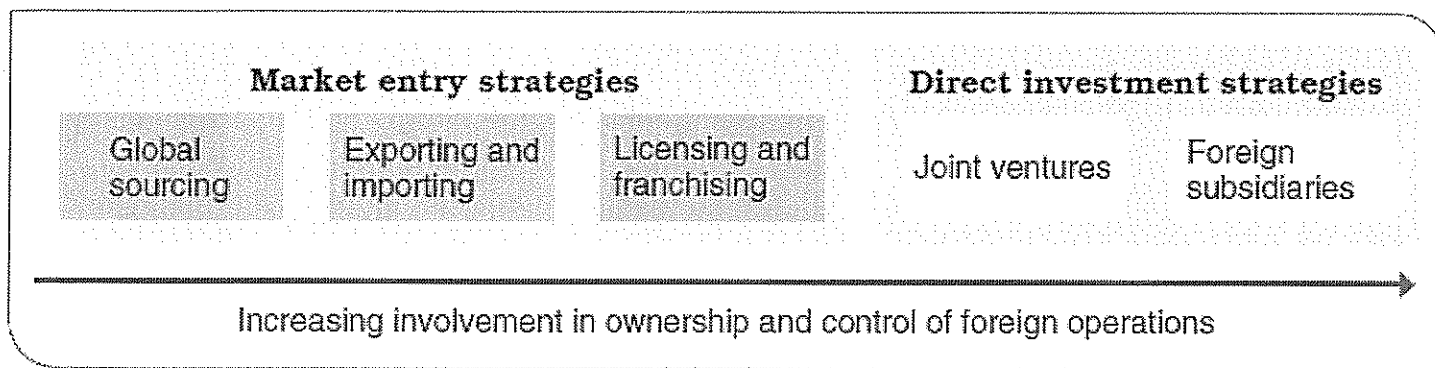 Market entry strategies
Global
sourcing
Exporting and
importing
Licensing and
franchising
Direct investment strategies
Joint ventures
Foreign
subsidiaries
Increasing involvement in ownership and control of foreign operations